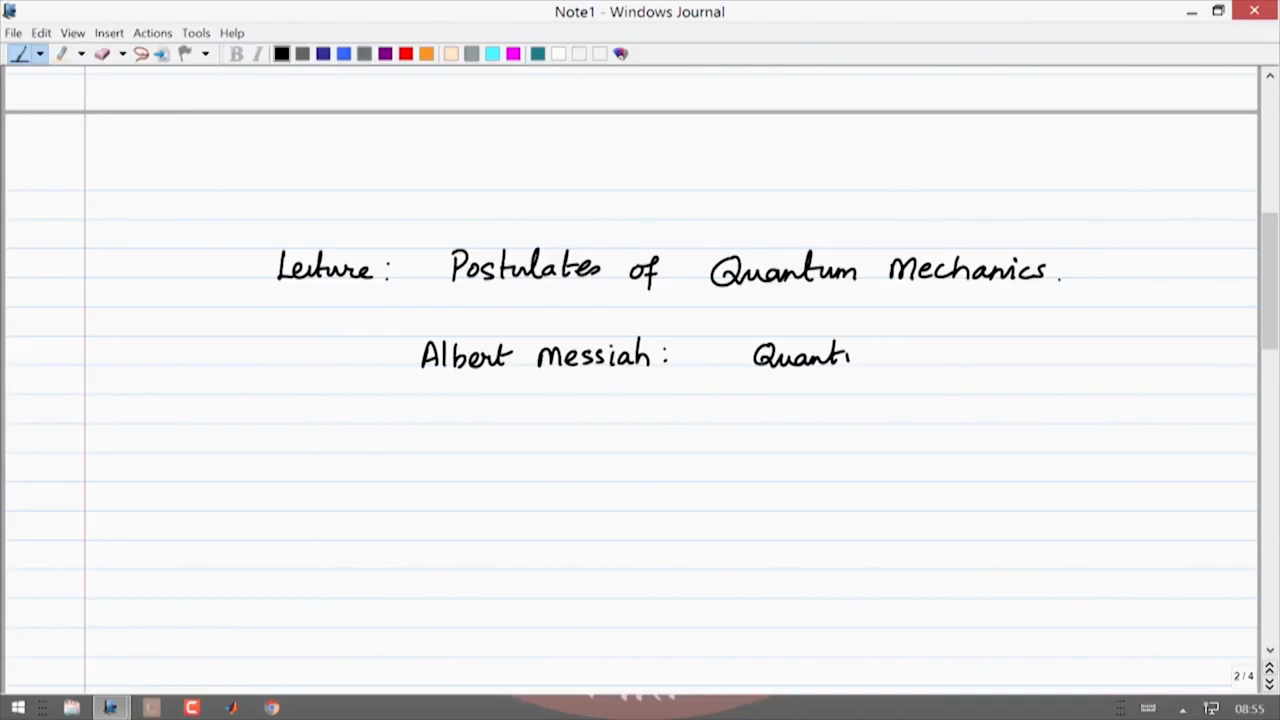 Note1 - Windows Journal
File Edit View Insert Actions Tools Help
B I
Lecture: Postulates of Quantum Mechanics.
Albert Messiah: Quant
2 / 4
08:55